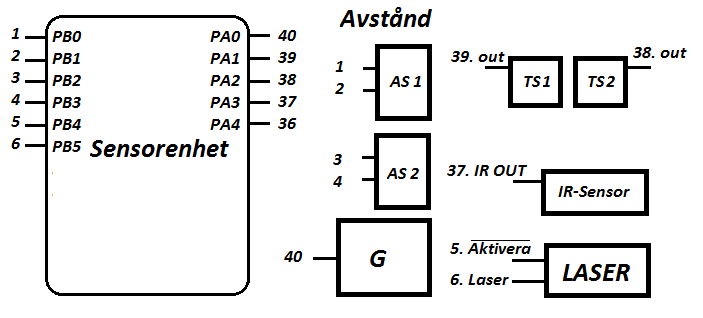 Avstånd
1 PB0 PA0 40
2 PB1 PA1 39
3 PB2 PA2 38
4 PB3 PA3 37
5 PB4 PA4 36
6 PB5
Sensorenhet
1
2
AS 1
3
4
AS 2
40 G
39. out TS1
TS2 38. out
37. IR OUT
IR-Sensor
5. Aktivera
6. Laser
LASER